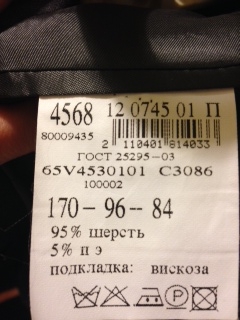 4568 12 0745 01 П
80009435
2 110401 814033
ГОСТ 25295-03
65V4530101 C3086
100002
170-96-84
95% шерсть
5% п э
подкладка: вискоза
P